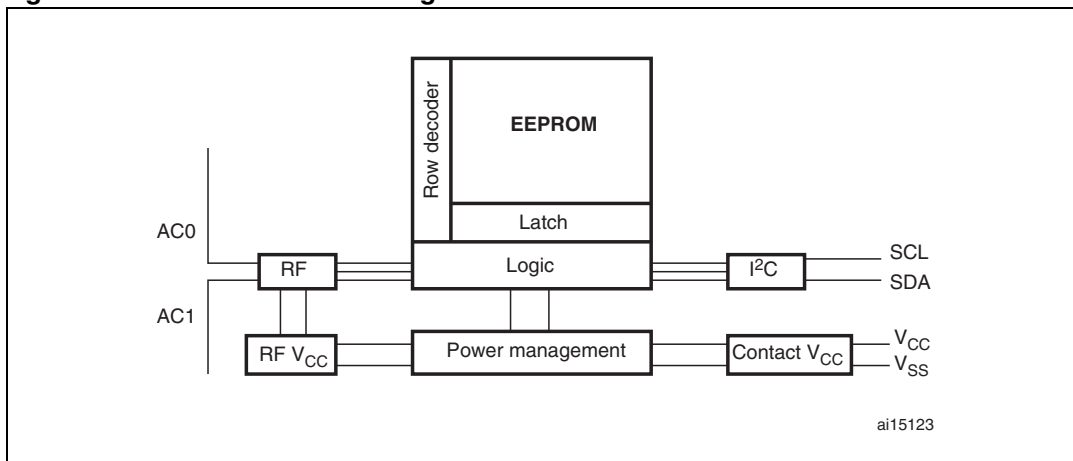 Row decoder
EEPROM
Latch
AC0
RF
Logic
I²C
SCL
SDA
AC1
RF V_CC
Power management
Contact V_CC
V_CC
V_SS
ai15123